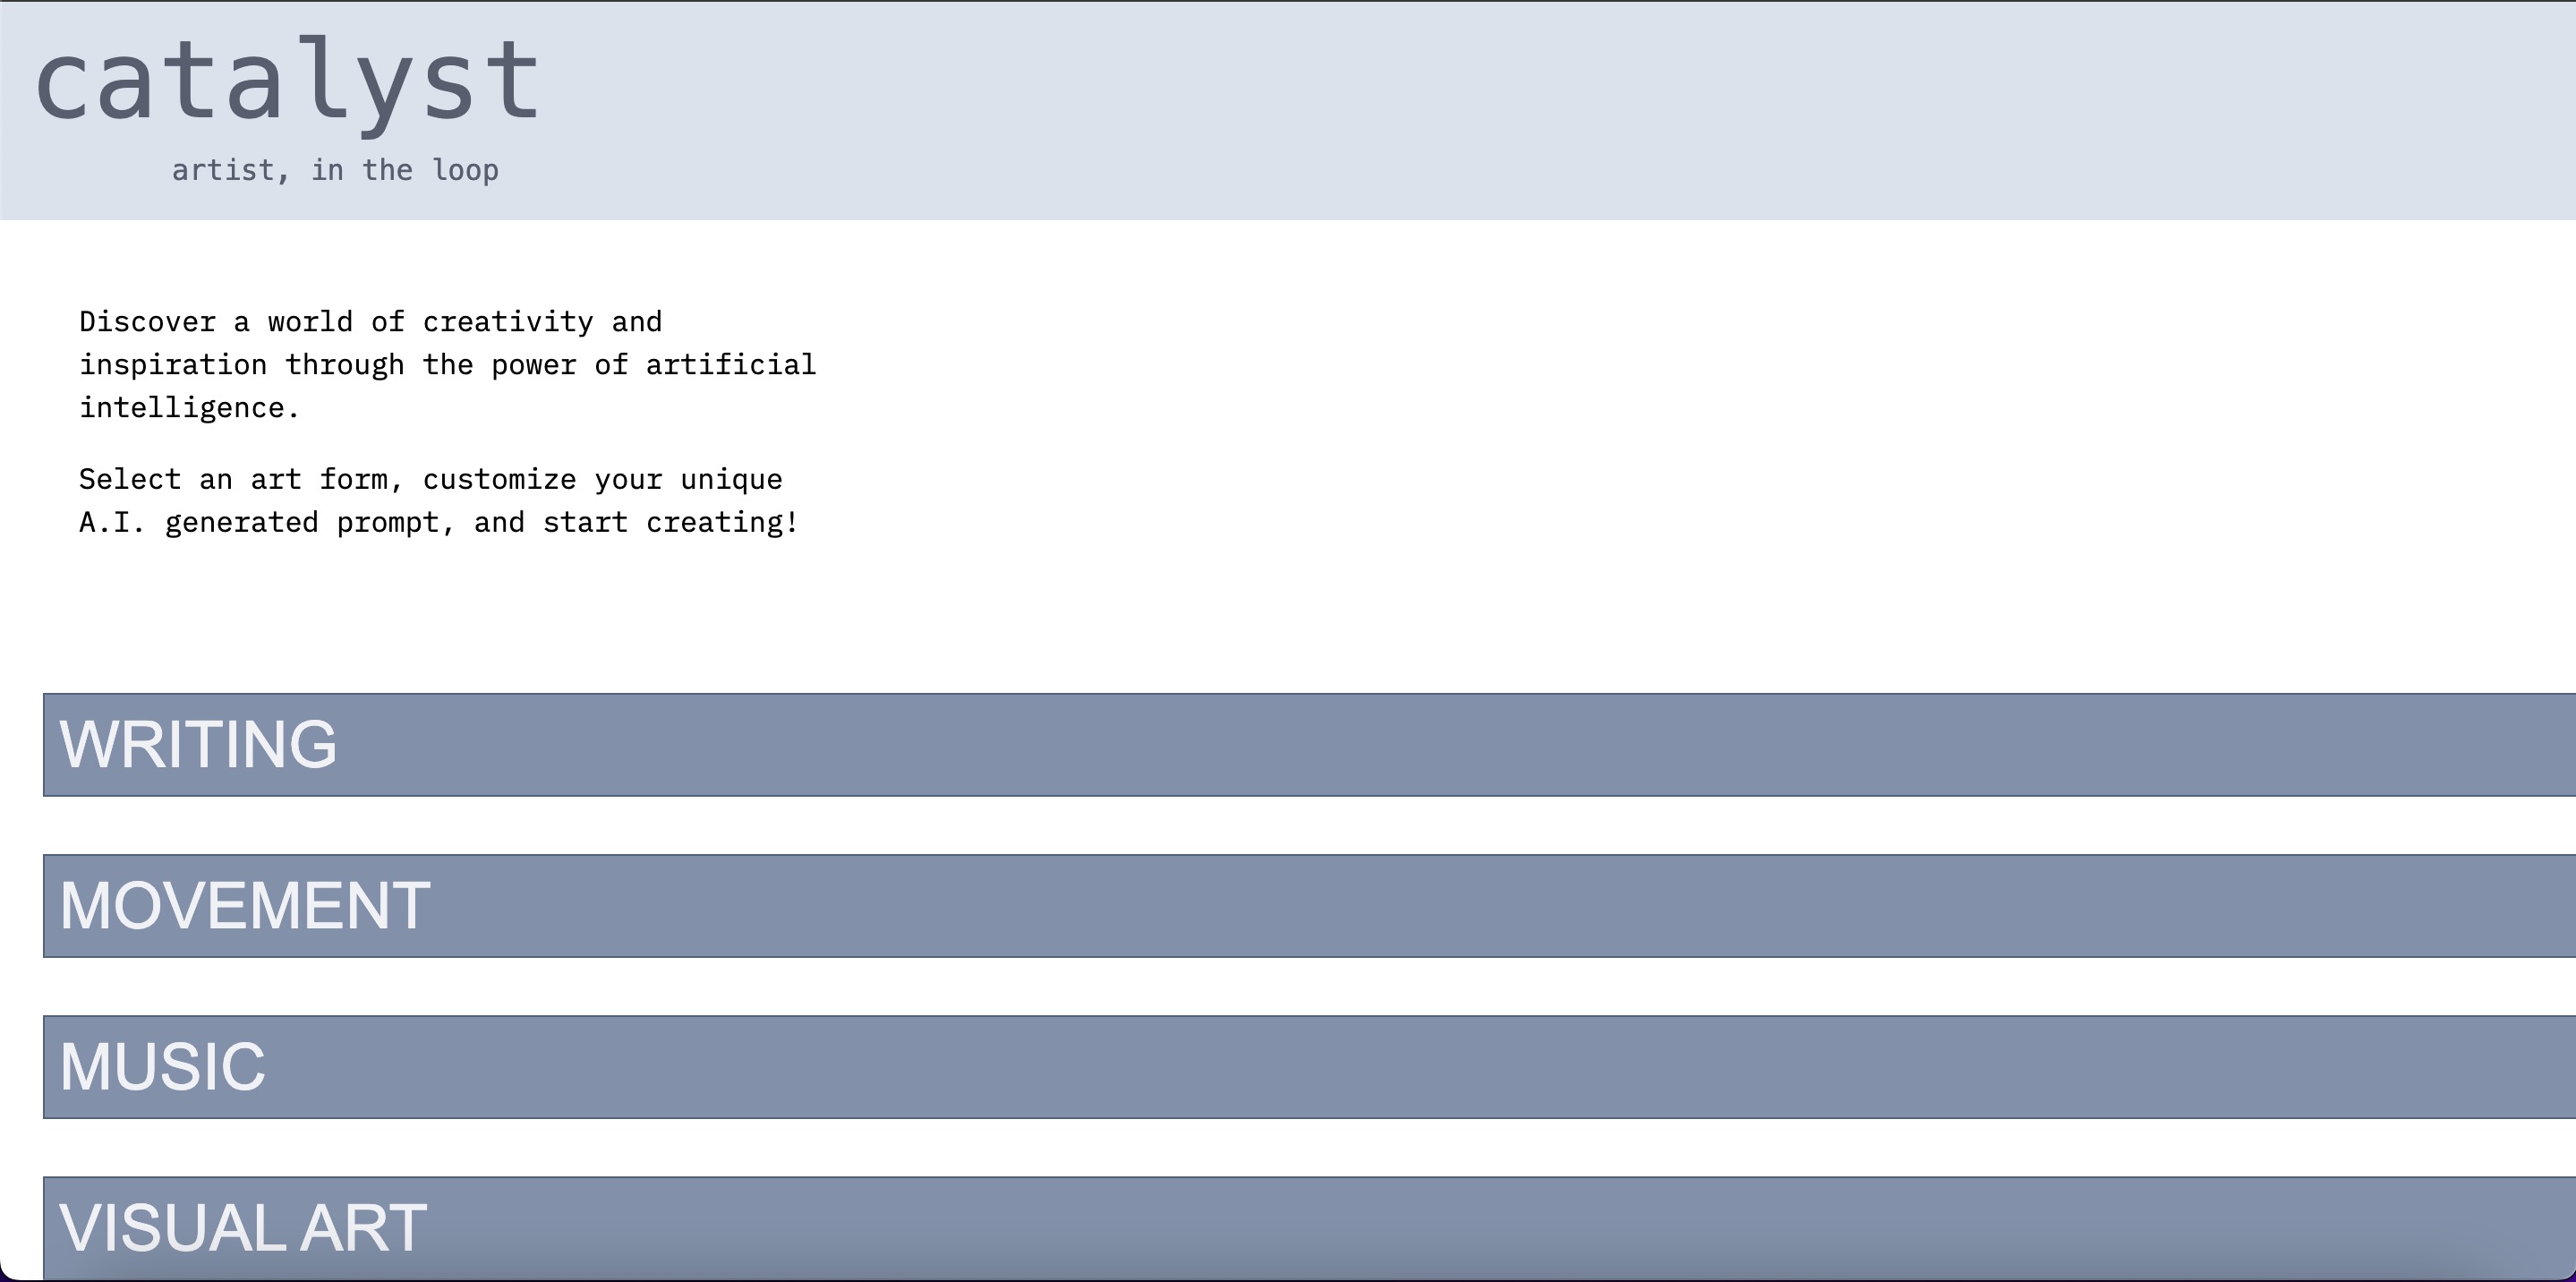 catalyst
artist, in the loop
Discover a world of creativity and
inspiration through the power of artificial
intelligence.
Select an art form, customize your unique
A.I. generated prompt, and start creating!
WRITING
MOVEMENT
MUSIC
VISUAL ART